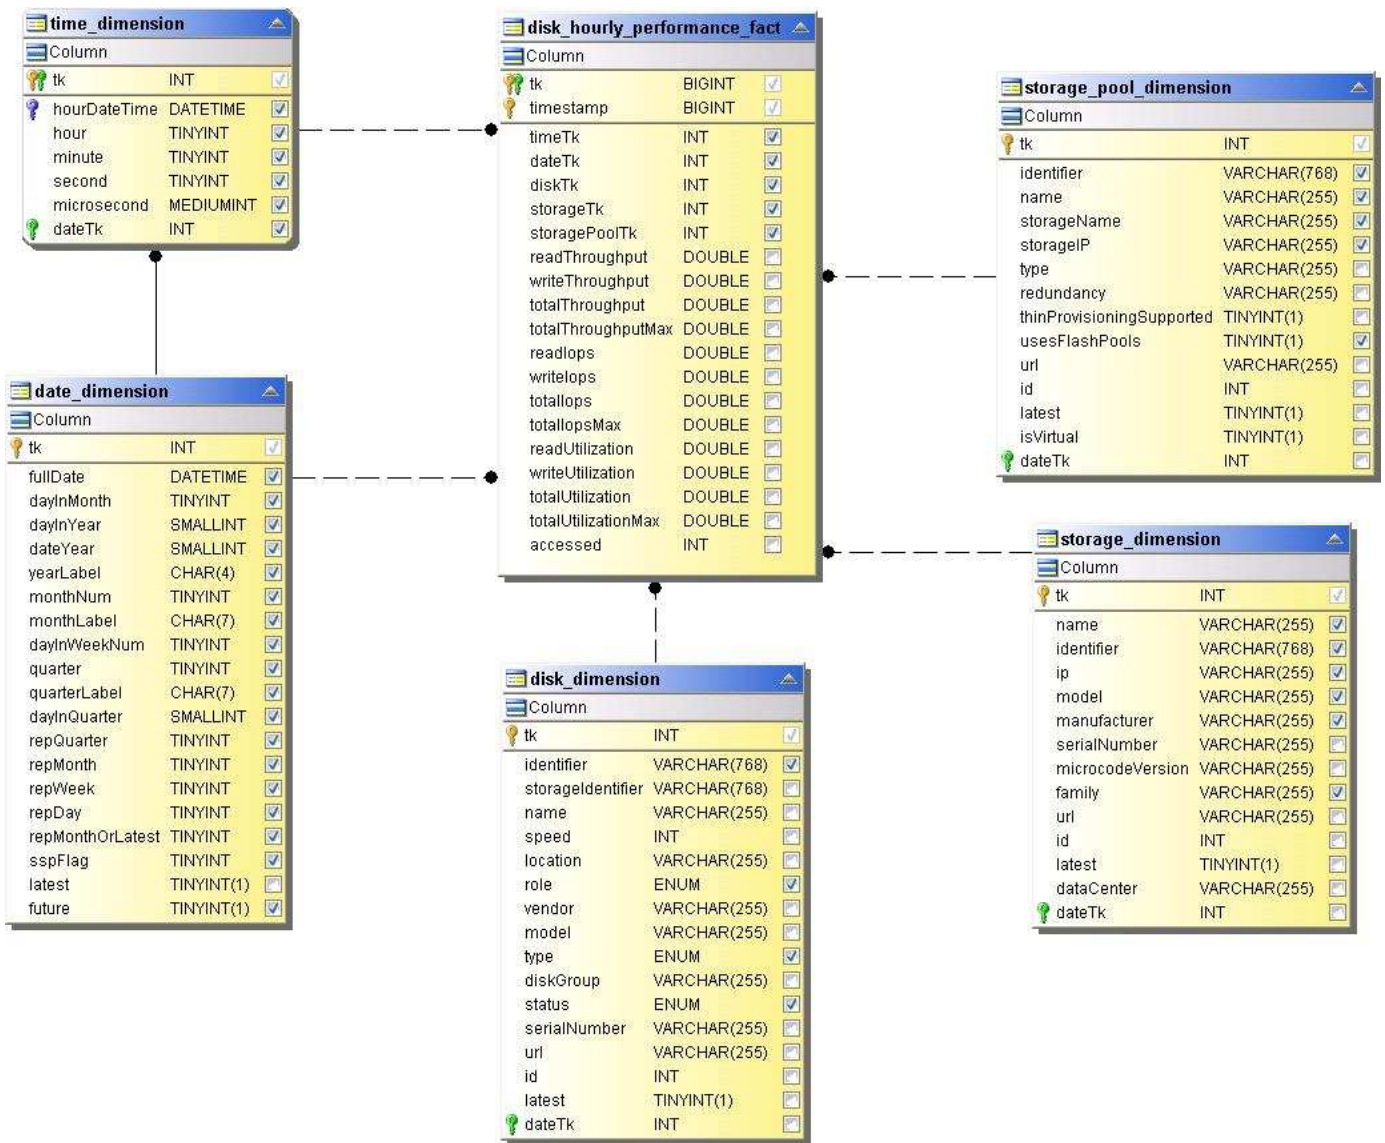 time_dimension
Column
tk INT
hourDateTime DATETIME
hour TINYINT
minute TINYINT
second TINYINT
microsecond MEDIUMINT
dateTk INT
date_dimension
Column
tk INT
fullDate DATETIME
dayInMonth TINYINT
dayInYear SMALLINT
dateYear SMALLINT
yearLabel CHAR(4)
monthNum TINYINT
monthLabel CHAR(7)
dayInWeekNum TINYINT
quarter TINYINT
quarterLabel CHAR(7)
dayInQuarter SMALLINT
repQuarter TINYINT
repMonth TINYINT
repWeek TINYINT
repDay TINYINT
repMonthOrLatest TINYINT
sspFlag TINYINT
latest TINYINT(1)
future TINYINT(1)
disk_hourly_performance_fact
Column
tk BIGINT
timestamp BIGINT
timeTk INT
dateTk INT
diskTk INT
storageTk INT
storagePoolTk INT
readThroughput DOUBLE
writeThroughput DOUBLE
totalThroughput DOUBLE
totalThroughputMax DOUBLE
readIops DOUBLE
writeIops DOUBLE
totalIops DOUBLE
totalIopsMax DOUBLE
readUtilization DOUBLE
writeUtilization DOUBLE
totalUtilization DOUBLE
totalUtilizationMax DOUBLE
accessed INT
disk_dimension
Column
tk INT
identifier VARCHAR(768)
storageIdentifier VARCHAR(768)
name VARCHAR(255)
speed INT
location VARCHAR(255)
role ENUM
vendor VARCHAR(255)
model VARCHAR(255)
type ENUM
diskGroup VARCHAR(255)
status ENUM
serialNumber VARCHAR(255)
url VARCHAR(255)
id INT
latest TINYINT(1)
dateTk INT
storage_pool_dimension
Column
tk INT
identifier VARCHAR(768)
name VARCHAR(255)
storageName VARCHAR(255)
storageIP VARCHAR(255)
type VARCHAR(255)
redundancy VARCHAR(255)
thinProvisioningSupported TINYINT(1)
usesFlashPools TINYINT(1)
url VARCHAR(255)
id INT
latest TINYINT(1)
isVirtual TINYINT(1)
dateTk INT
storage_dimension
Column
tk INT
name VARCHAR(255)
identifier VARCHAR(768)
ip VARCHAR(255)
model VARCHAR(255)
manufacturer VARCHAR(255)
serialNumber VARCHAR(255)
microcodeVersion VARCHAR(255)
family VARCHAR(255)
url VARCHAR(255)
id INT
latest TINYINT(1)
dataCenter VARCHAR(255)
dateTk INT